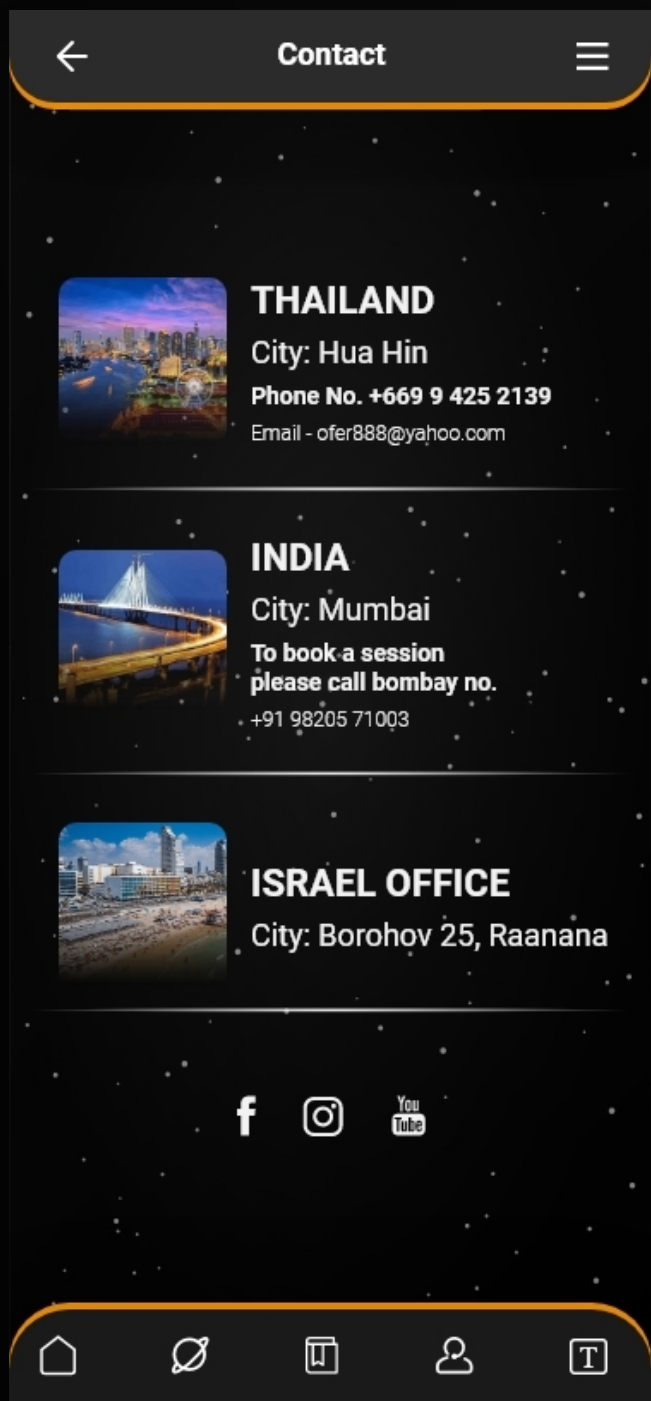 Contact
THAILAND
City: Hua Hin
Phone No. +669 9 425 2139
Email - ofer888@yahoo.com
INDIA
City: Mumbai
To book a session
please call bombay no.
+91 98205 71003
ISRAEL OFFICE
City: Borohov 25, Raanana
f
You
Tube
T